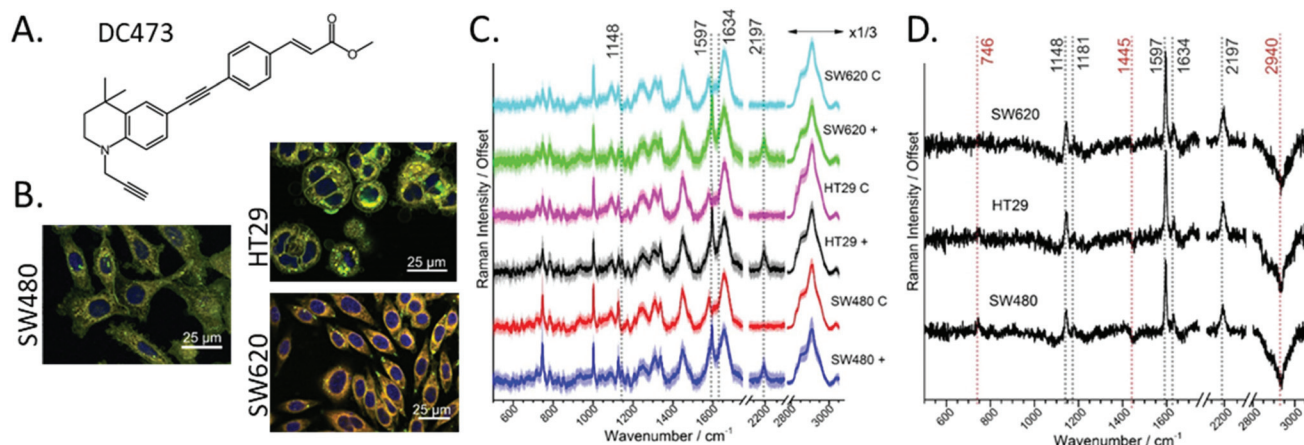 A.
DC473
O
O
N
B.
SW480
25 µm
HT29
25 µm
SW620
25 µm
C.
1148
1597
1634
2197
x1/3
SW620 C
SW620 +
HT29 C
HT29 +
SW480 C
SW480 +
Raman Intensity / Offset
600
800
1200
1600
2200
2800
3000
Wavenumber / cm⁻¹
D.
746
1148
1181
1445
1597
1634
2197
2940
SW620
HT29
SW480
Raman Intensity / Offset
600
800
1000
1200
1400
1600
2200
2800
3000
Wavenumber / cm⁻¹